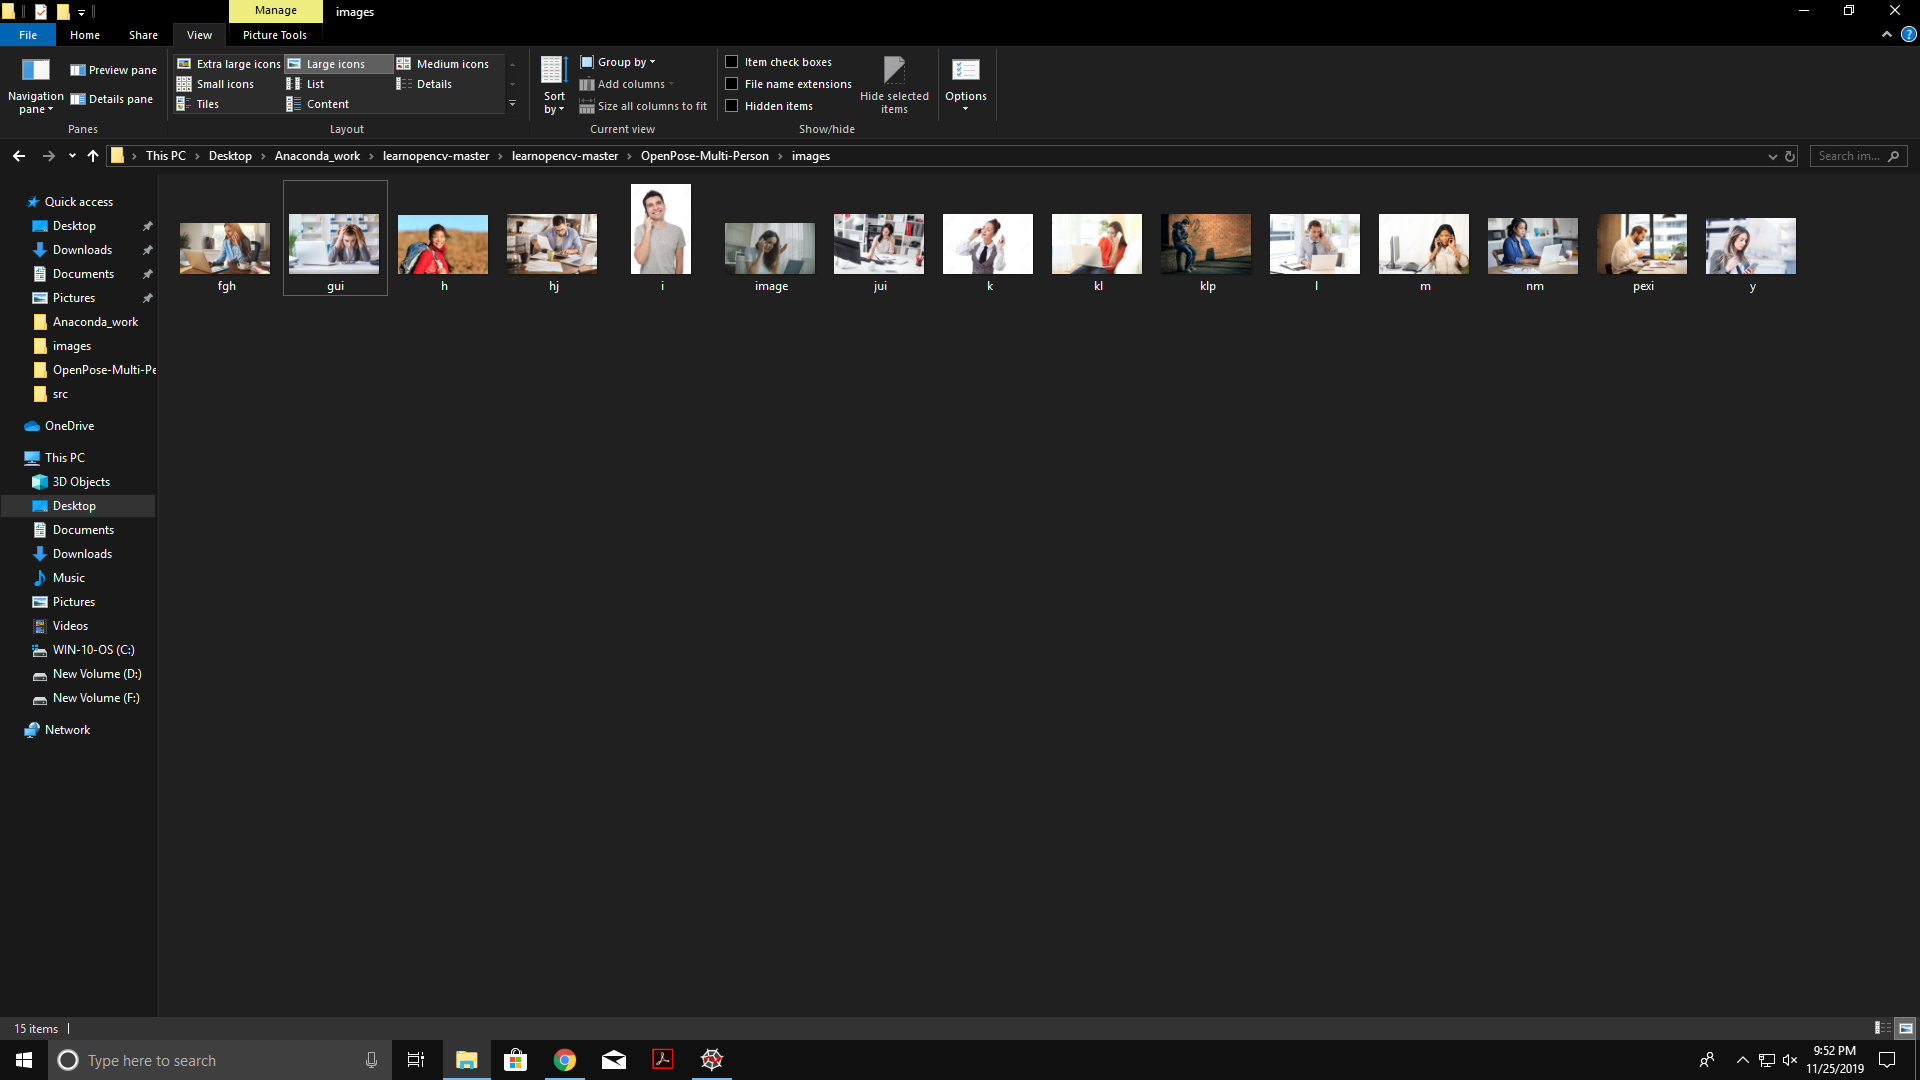 Manage
images
File
Home
Share
View
Picture Tools
Navigation pane
Preview pane
Details pane
Panes
Extra large icons
Large icons
Medium icons
Small icons
List
Details
Tiles
Content
Layout
Sort by
Group by
Add columns
Size all columns to fit
Current view
Item check boxes
File name extensions
Hidden items
Hide selected items
Show/hide
Options
This PC > Desktop > Anaconda_work > learnopencv-master > learnopencv-master > OpenPose-Multi-Person > images
Search im...
Quick access
Desktop
Downloads
Documents
Pictures
Anaconda_work
images
OpenPose-Multi-Pe
src
OneDrive
This PC
3D Objects
Desktop
Documents
Downloads
Music
Pictures
Videos
WIN-10-OS (C:)
New Volume (D:)
New Volume (F:)
Network
fgh
gui
h
hj
i
image
jui
k
kl
klp
l
m
nm
pexi
y
15 items
Type here to search
9:52 PM
11/25/2019